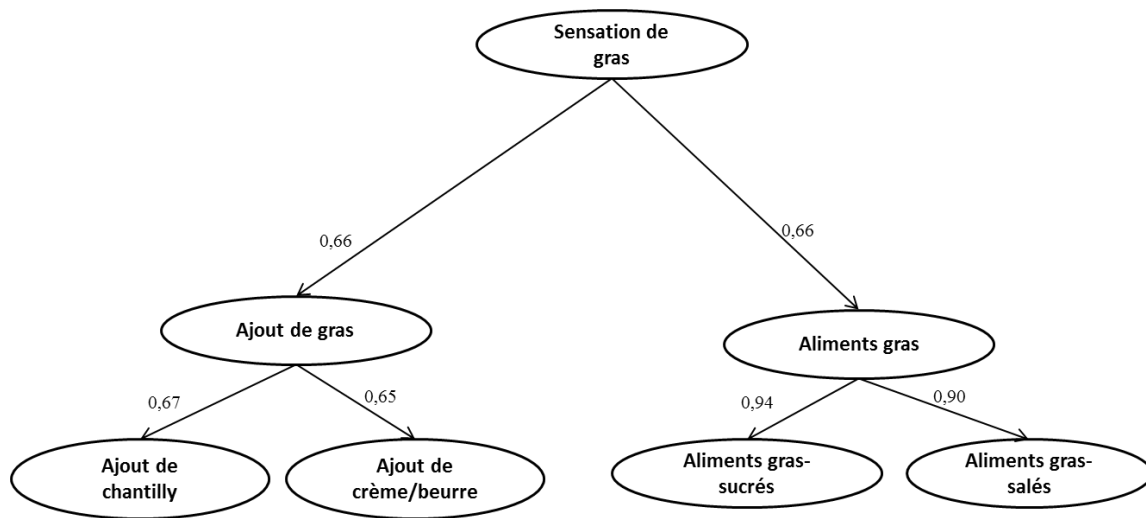 Sensation de
gras
0,66
0,66
Ajout de gras
Aliments gras
0,67
0,65
0,94
0,90
Ajout de
chantilly
Ajout de
crème/beurre
Aliments gras-
sucrés
Aliments gras-
salés